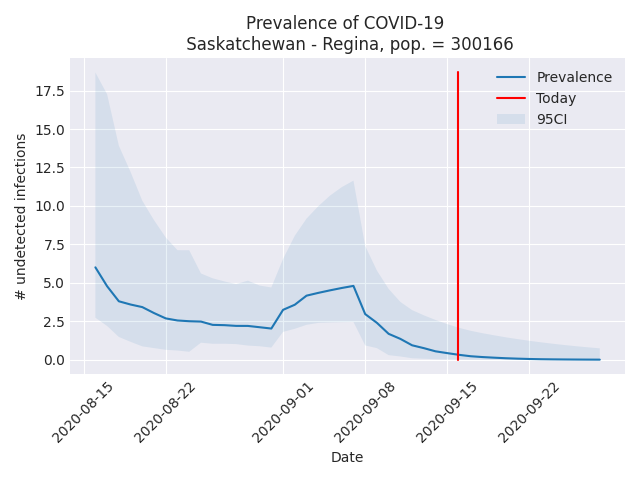 Prevalence of COVID-19
Saskatchewan - Regina, pop. = 300166
Prevalence
Today
95CI
# undetected infections
17.5
15.0
12.5
10.0
7.5
5.0
2.5
0.0
2020-08-15
2020-08-22
2020-09-01
2020-09-08
2020-09-15
2020-09-22
Date